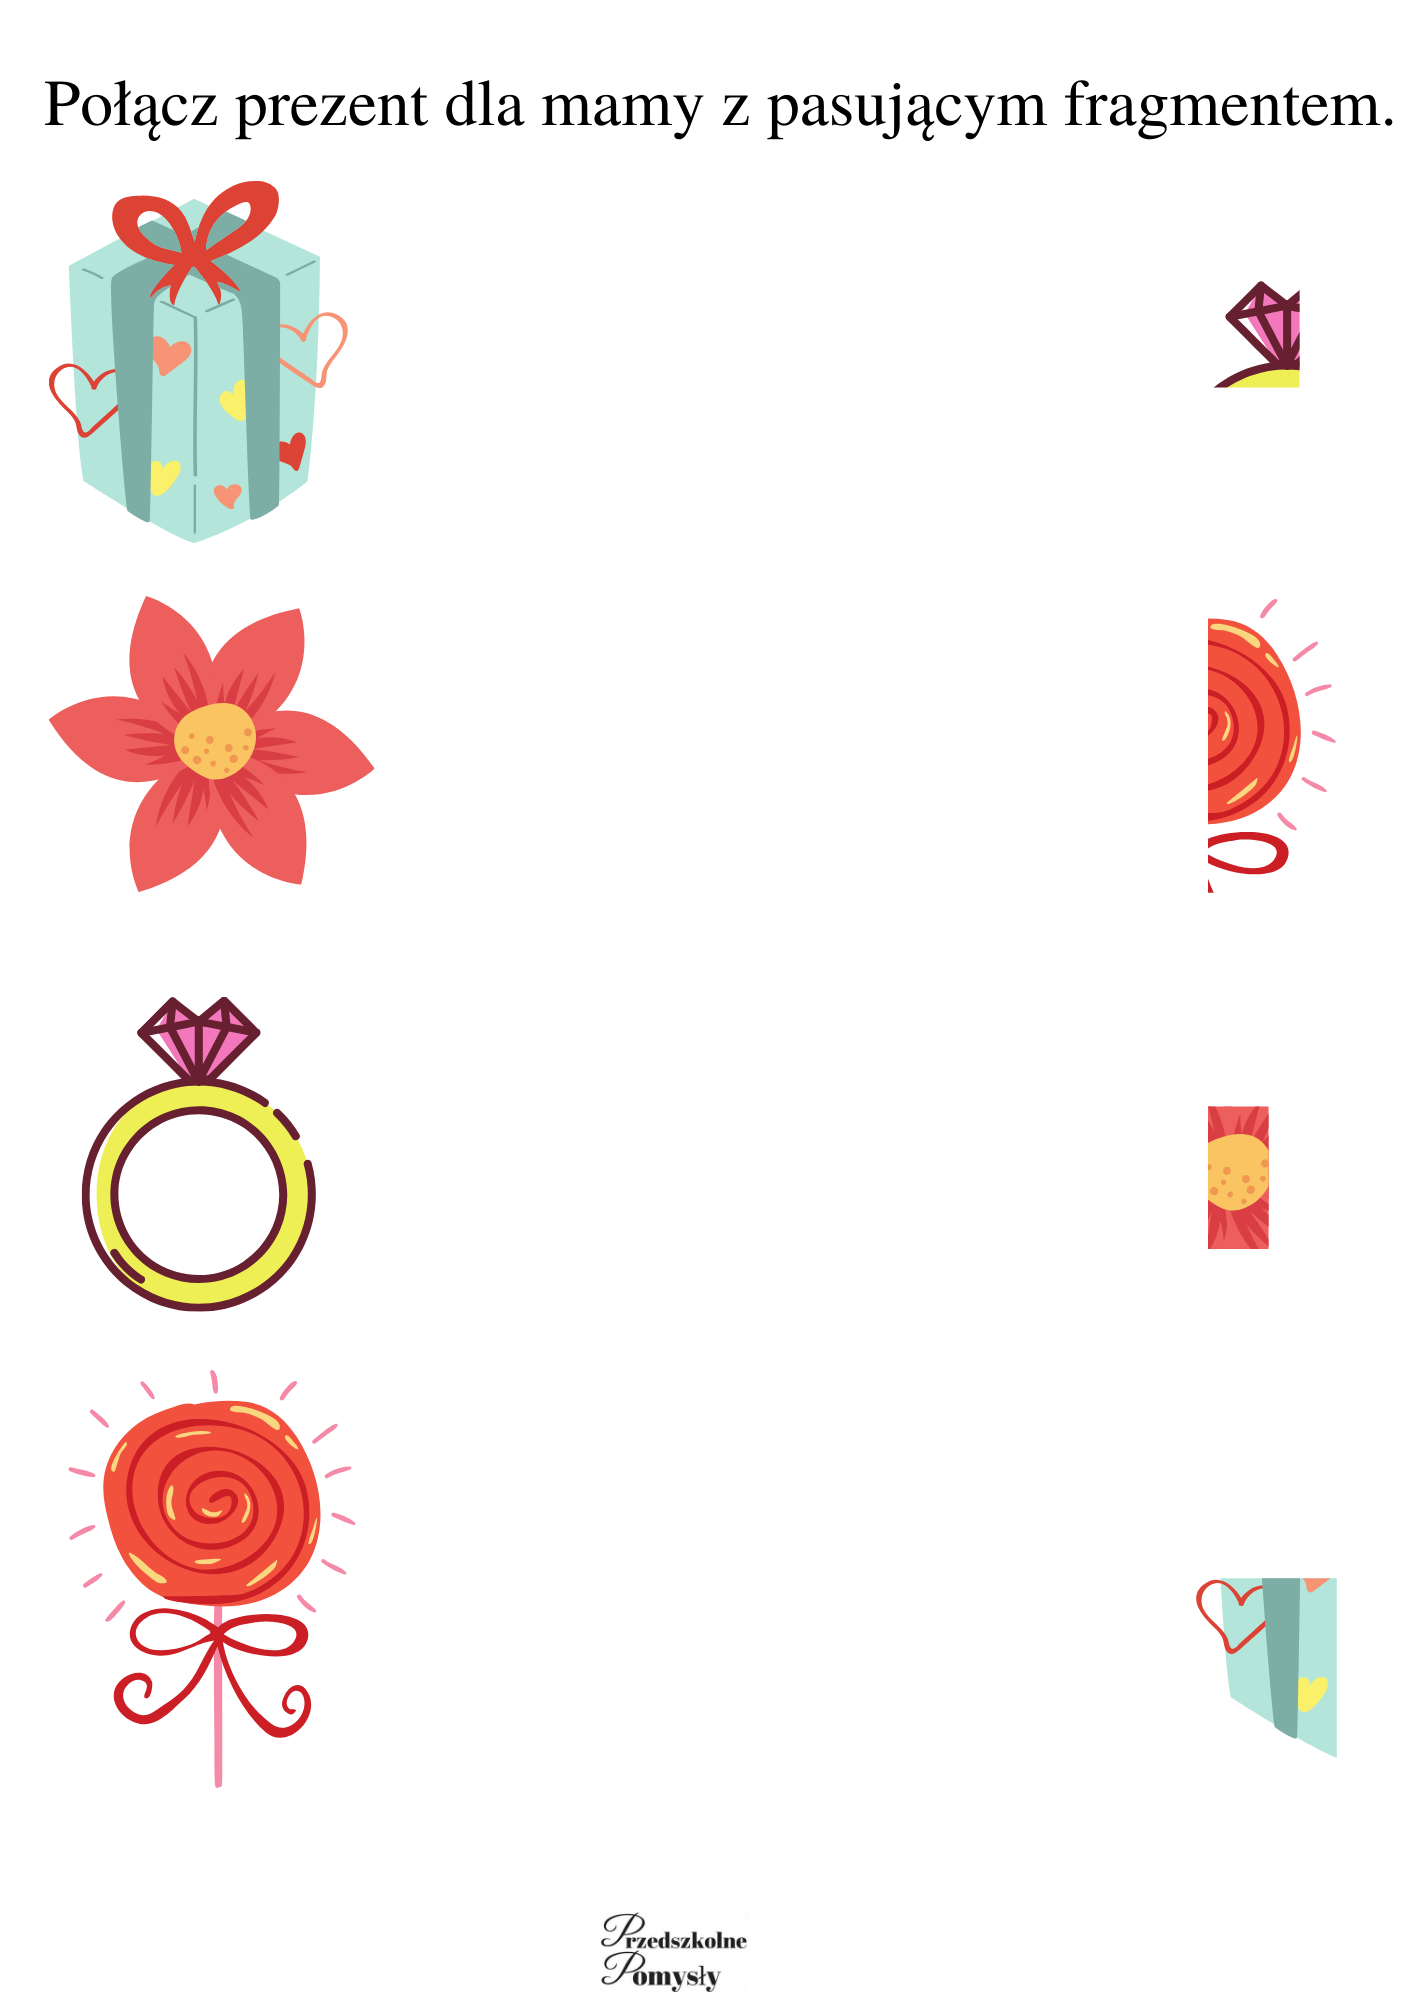 Połącz prezent dla mamy z pasującym fragmentem.
Przedszkolne
Pomysły